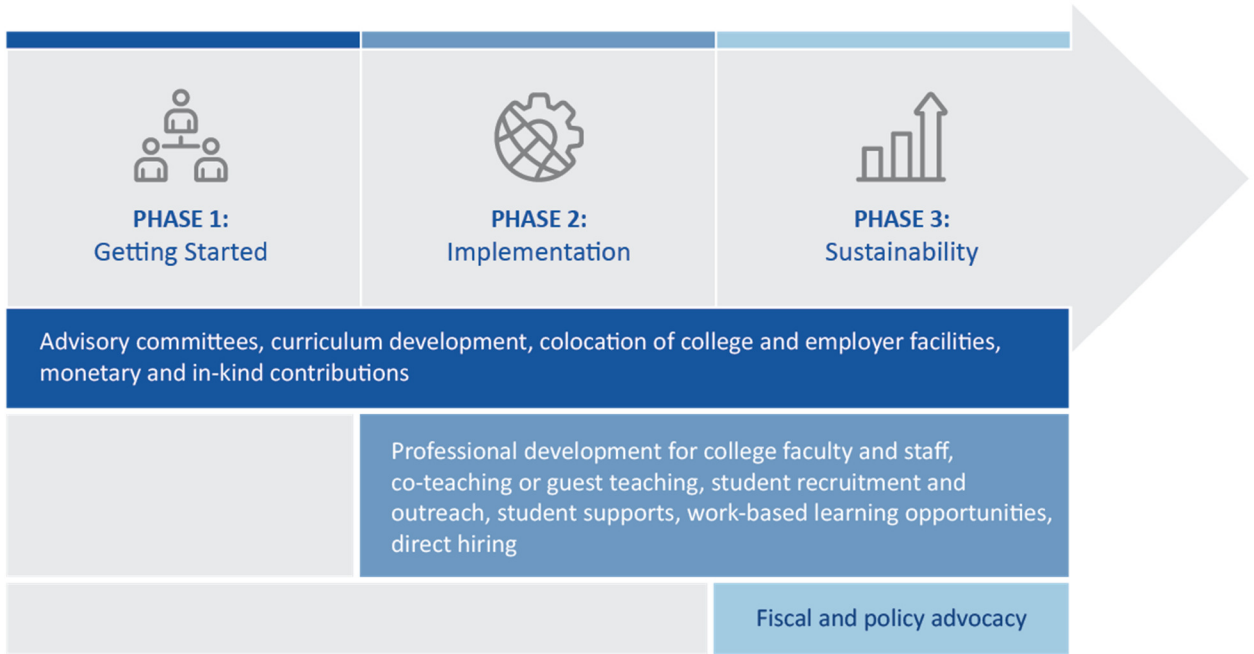 PHASE 1:
Getting Started
PHASE 2:
Implementation
PHASE 3:
Sustainability
Advisory committees, curriculum development, colocation of college and employer facilities,
monetary and in-kind contributions
Professional development for college faculty and staff,
co-teaching or guest teaching, student recruitment and
outreach, student supports, work-based learning opportunities,
direct hiring
Fiscal and policy advocacy